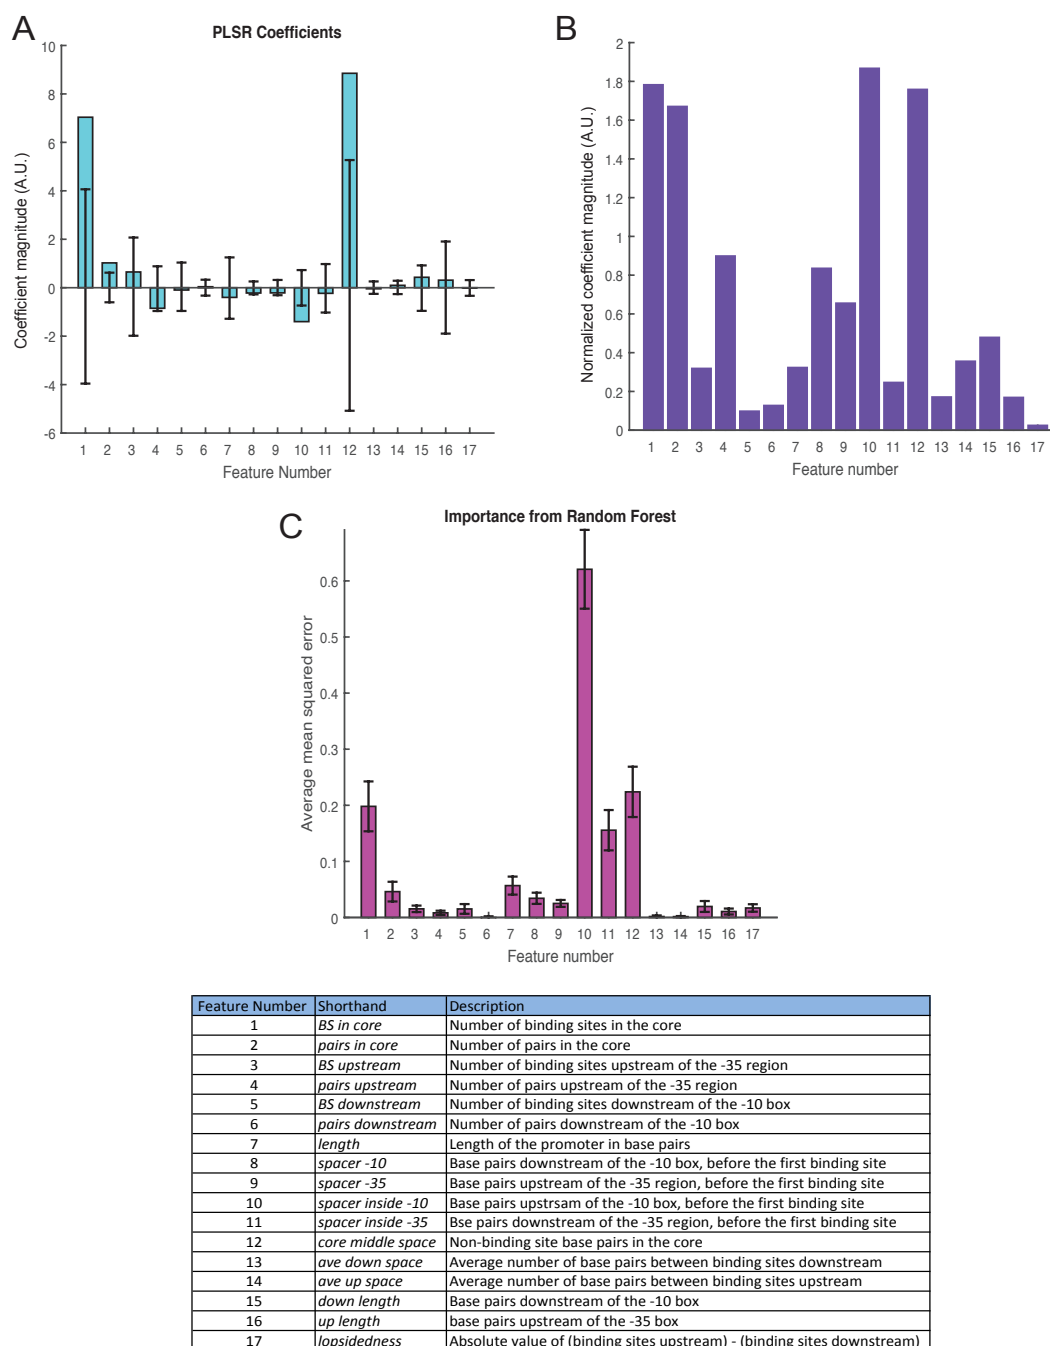 A
PLSR Coefficients
10
8
6
4
2
0
-2
-4
-6
Coefficient magnitude (A.U.)
1 2 3 4 5 6 7 8 9 10 11 12 13 14 15 16 17
Feature Number
B
2
1.8
1.6
1.4
1.2
1
0.8
0.6
0.4
0.2
0
Normalized coefficient magnitude (A.U.)
1 2 3 4 5 6 7 8 9 10 11 12 13 14 15 16 17
Feature number
C
Importance from Random Forest
0.6
0.5
0.4
0.3
0.2
0.1
0
Average mean squared error
1 2 3 4 5 6 7 8 9 10 11 12 13 14 15 16 17
Feature number
Feature Number Shorthand Description
1 BS in core Number of binding sites in the core
2 pairs in core Number of pairs in the core
3 BS upstream Number of binding sites upstream of the -35 region
4 pairs upstream Number of pairs upstream of the -35 region
5 BS downstream Number of binding sites downstream of the -10 box
6 pairs downstream Number of pairs downstream of the -10 box
7 length Length of the promoter in base pairs
8 spacer -10 Base pairs downstream of the -10 box, before the first binding site
9 spacer -35 Base pairs upstream of the -35 region, before the first binding site
10 spacer inside -10 Base pairs upstrsam of the -10 box, before the first binding site
11 spacer inside -35 Bse pairs downstream of the -35 region, before the first binding site
12 core middle space Non-binding site base pairs in the core
13 ave down space Average number of base pairs between binding sites downstream
14 ave up space Average number of base pairs between binding sites upstream
15 down length Base pairs downstream of the -10 box
16 up length base pairs upstream of the -35 box
17 lopsidedness Absolute value of (binding sites upstream) - (binding sites downstream)